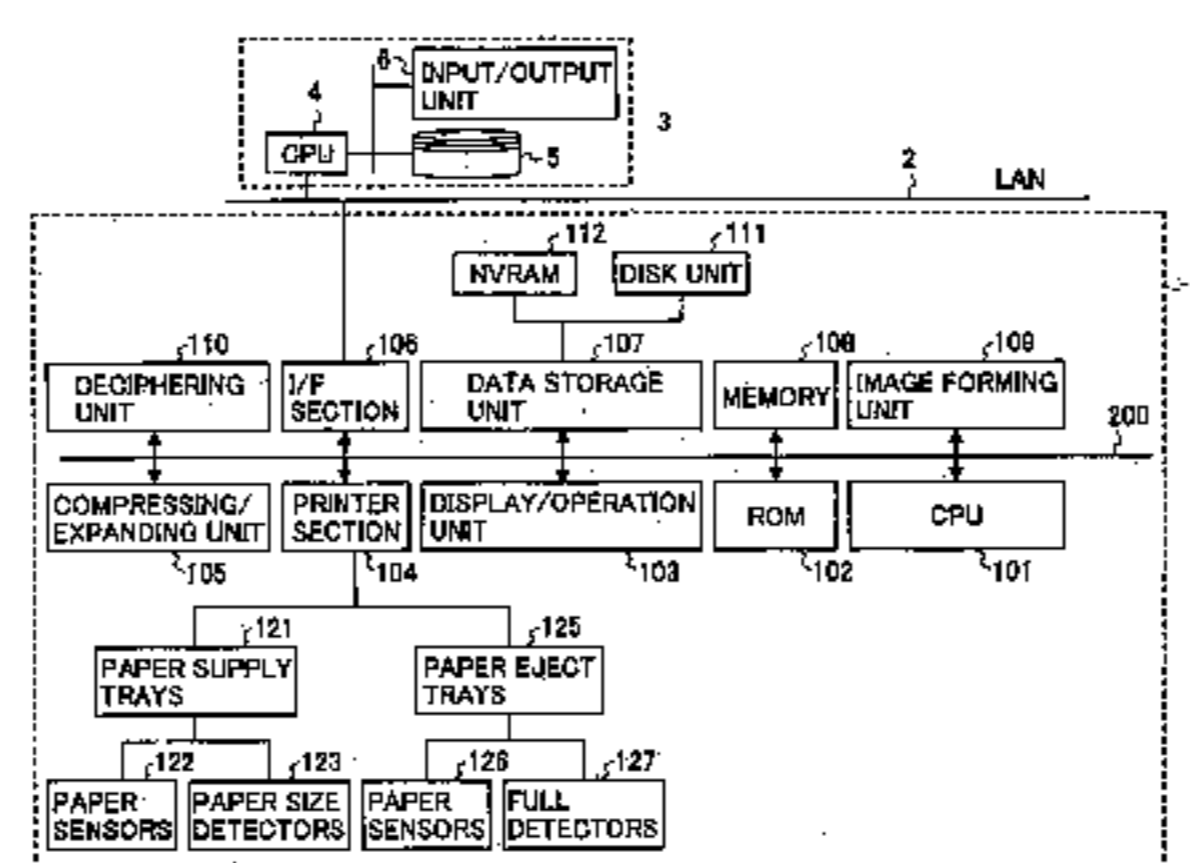 6
INPUT/OUTPUT
UNIT
4
CPU
5
3
2
LAN
112
111
NVRAM
DISK UNIT
110
106
107
108
109
DECIPHERING
UNIT
I/F
SECTION
DATA STORAGE
UNIT
MEMORY
IMAGE FORMING
UNIT
200
COMPRESSING/
EXPANDING UNIT
PRINTER
SECTION
DISPLAY/OPERATION
UNIT
ROM
CPU
105
104
103
102
101
121
125
PAPER SUPPLY
TRAYS
PAPER EJECT
TRAYS
122
123
126
127
PAPER
SENSORS
PAPER SIZE
DETECTORS
PAPER
SENSORS
FULL
DETECTORS